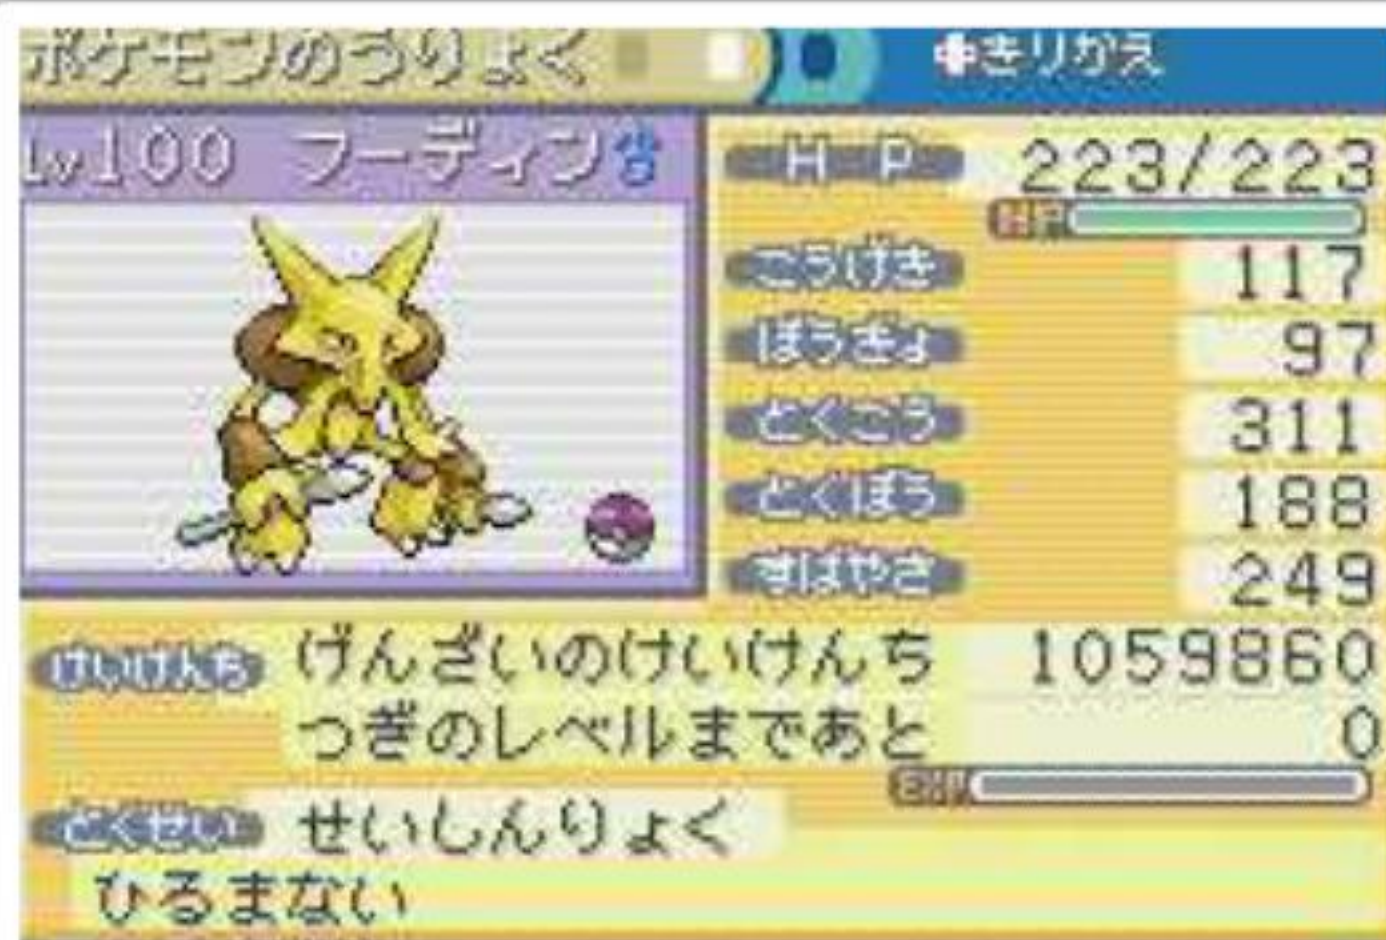 ポケモンのうりょく きりかえ
Lv100 フーディン♂
HP 223/223
HP
こうげき 117
ぼうぎょ 97
とくこう 311
とくぼう 188
すばやさ 249
けいけんち げんざいのけいけんち 1059860
つぎのレベルまであと 0
EXP
とくせい せいしんりょく
ひるまない